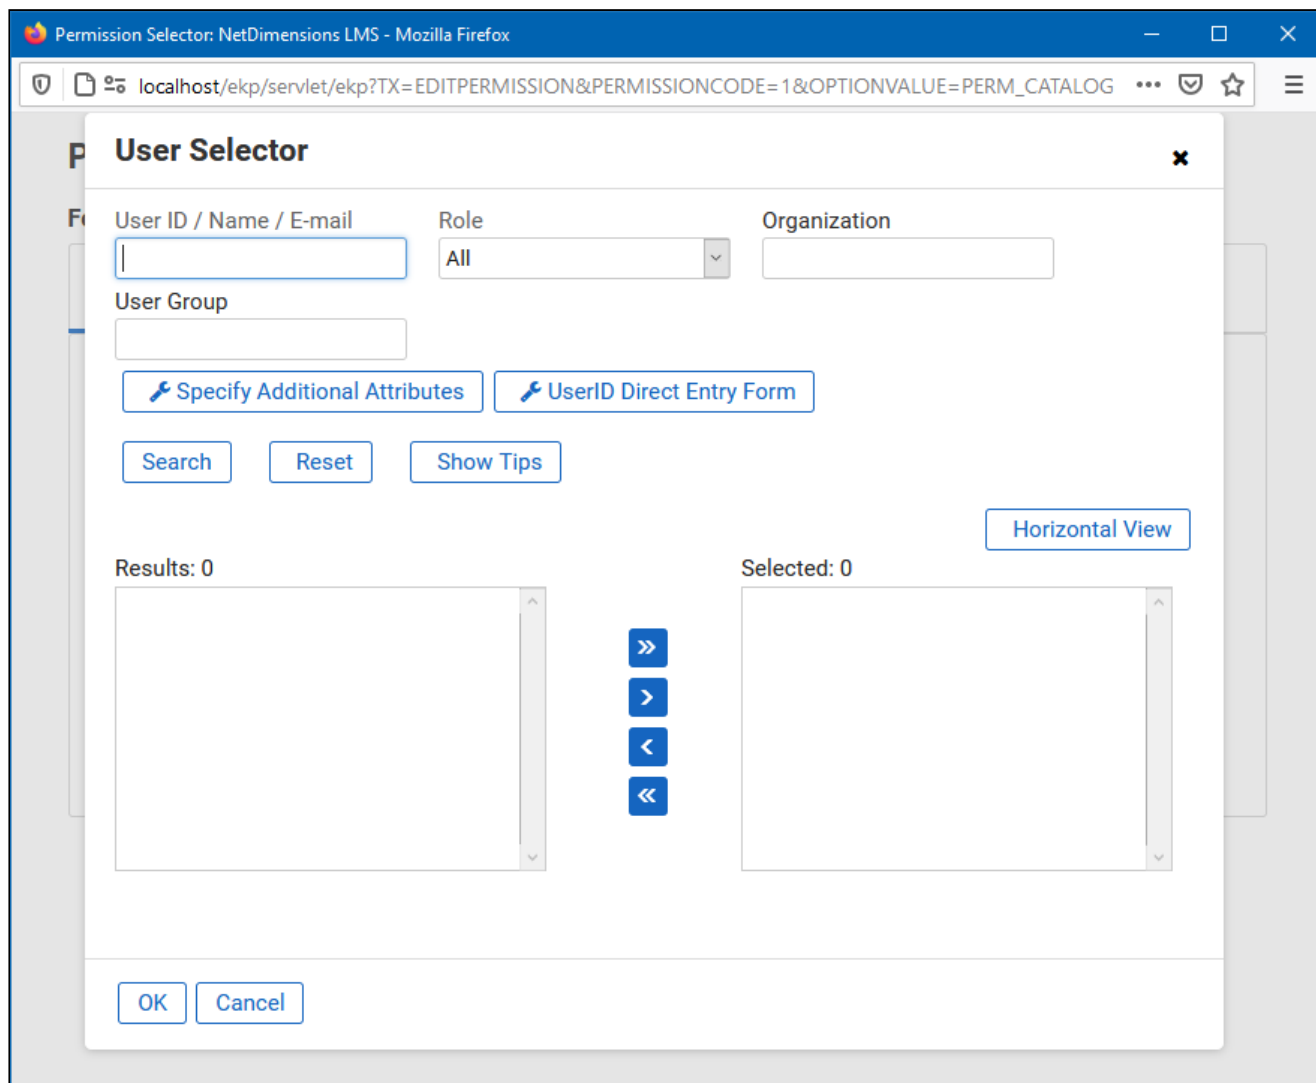 Permission Selector: NetDimensions LMS - Mozilla Firefox
localhost/ekp/servlet/ekp?TX=EDITPERMISSION&PERMISSIONCODE=1&OPTIONVALUE=PERM_CATALOG
User Selector
User ID / Name / E-mail Role Organization
All
User Group
Specify Additional Attributes UserID Direct Entry Form
Search Reset Show Tips
Horizontal View
Results: 0 Selected: 0
OK Cancel